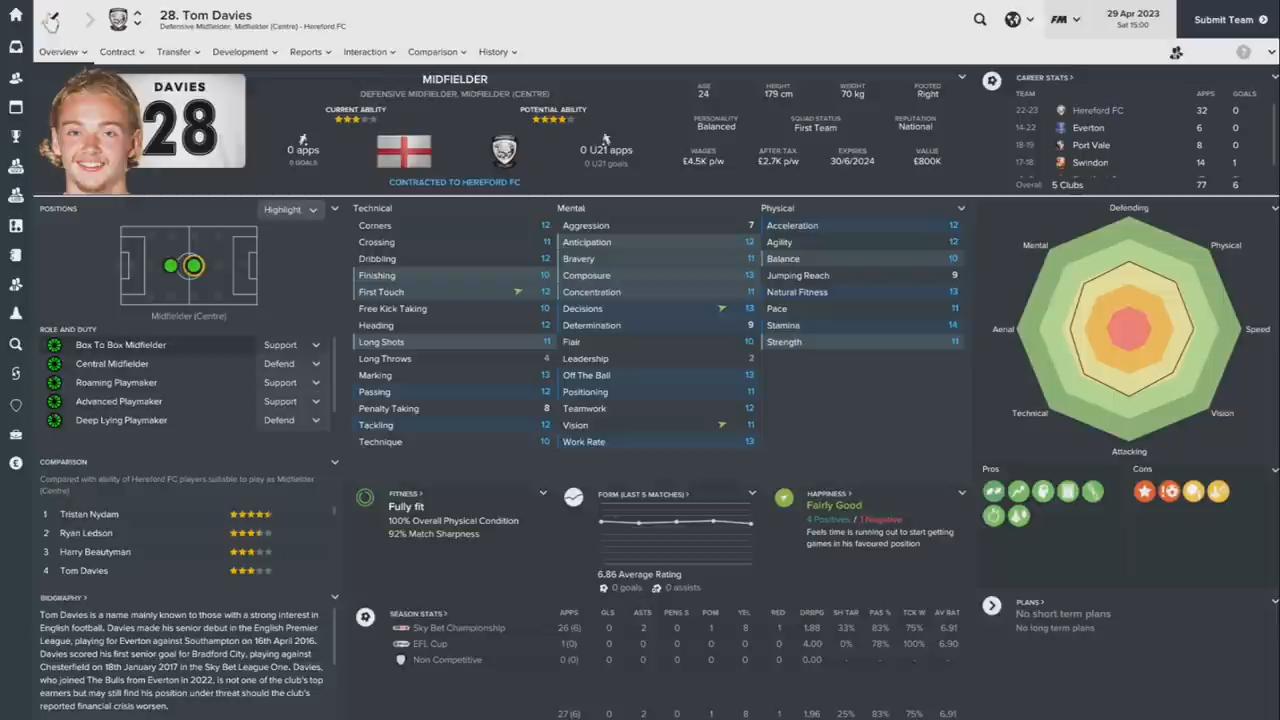 28. Tom Davies
Defensive Midfielder, Midfielder (Centre) - Hereford FC
FM
29 Apr 2023
Sat 15:00
Submit Team
Overview
Contract
Transfer
Development
Reports
Interaction
Comparison
History
DAVIES
28
MIDFIELDER
DEFENSIVE MIDFIELDER, MIDFIELDER (CENTRE)
CURRENT ABILITY
POTENTIAL ABILITY
0 apps
0 GOALS
0 U21 apps
0 U21 goals
CONTRACTED TO HEREFORD FC
AGE
24
HEIGHT
179 cm
WEIGHT
70 kg
FOOTED
Right
PERSONALITY
Balanced
SQUAD STATUS
First Team
REPUTATION
National
WAGES
£4.5K p/w
AFTER TAX
£2.7K p/w
EXPIRES
30/6/2024
VALUE
£800K
CAREER STATS >
TEAM APPS GOALS
22-23 Hereford FC 32 0
14-22 Everton 6 0
18 Port Vale 8 0
17-18 Swindon 14 1
Overall 5 Clubs 77 6
POSITIONS
Highlight
Midfielder (Centre)
ROLE AND DUTY
Box To Box Midfielder Support
Central Midfielder Defend
Roaming Playmaker Support
Advanced Playmaker Support
Deep Lying Playmaker Defend
COMPARISON
Compared with ability of Hereford FC players suitable to play as Midfielder
(Centre)
1 Tristan Nydam
2 Ryan Ledson
3 Harry Beautyman
4 Tom Davies
BIOGRAPHY >
Tom Davies is a name mainly known to those with a strong interest in
English football. Davies made his senior debut in the English Premier
League, playing for Everton against Southampton on 16th April 2016.
Davies scored his first senior goal for Bradford City, playing against
Chesterfield on 18th January 2017 in the Sky Bet League One. Davies,
who joined The Bulls from Everton in 2022, is not one of the club's top
earners but may still find his position under threat should the club's
reported financial crisis worsen.
Technical
Corners 12
Crossing 11
Dribbling 12
Finishing 10
First Touch 12
Free Kick Taking 10
Heading 12
Long Shots 11
Long Throws 4
Marking 13
Passing 12
Penalty Taking 8
Tackling 12
Technique 10
Mental
Aggression 7
Anticipation 12
Bravery 11
Composure 13
Concentration 11
Decisions 13
Determination 9
Flair 10
Leadership 2
Off The Ball 13
Positioning 11
Teamwork 12
Vision 11
Work Rate 13
Physical
Acceleration 12
Agility 12
Balance 10
Jumping Reach 9
Natural Fitness 13
Pace 11
Stamina 14
Strength 11
Defending
Mental
Physical
Aerial
Speed
Technical
Vision
Attacking
Pros
Cons
FITNESS >
Fully fit
100% Overall Physical Condition
92% Match Sharpness
FORM (LAST 5 MATCHES) >
6.86 Average Rating
0 goals 0 assists
HAPPINESS >
Fairly Good
4 Positives / 1 Negative
Feels time is running out to start getting
games in his favoured position
SEASON STATS > APPS GLS ASTS PENS S POM YEL RED DRBPG SH TAR PAS % TCK W AV RAT
Sky Bet Championship 26 (6) 0 2 0 1 8 0 1.88 33% 83% 75% 6.91
EFL Cup 1 (0) 0 0 0 0 0 0 4.00 0% 78% 100% 6.90
Non Competitive 0 (0) 0 0 0 0 0 0 0.00 - - - -
27 (6) 0 2 0 1 8 0 1.96 25% 83% 75% 6.91
PLANS >
No short term plans
No long term plans